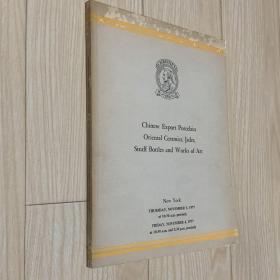 Chinese Export Porcelain
Oriental Ceramics, Jades,
Snuff Bottles and Works of Art
New York
THURSDAY, NOVEMBER 3, 1977
at 10:30 a.m. precisely
FRIDAY, NOVEMBER 4, 1977
at 10.30 a.m. and 2.30 p.m. precisely